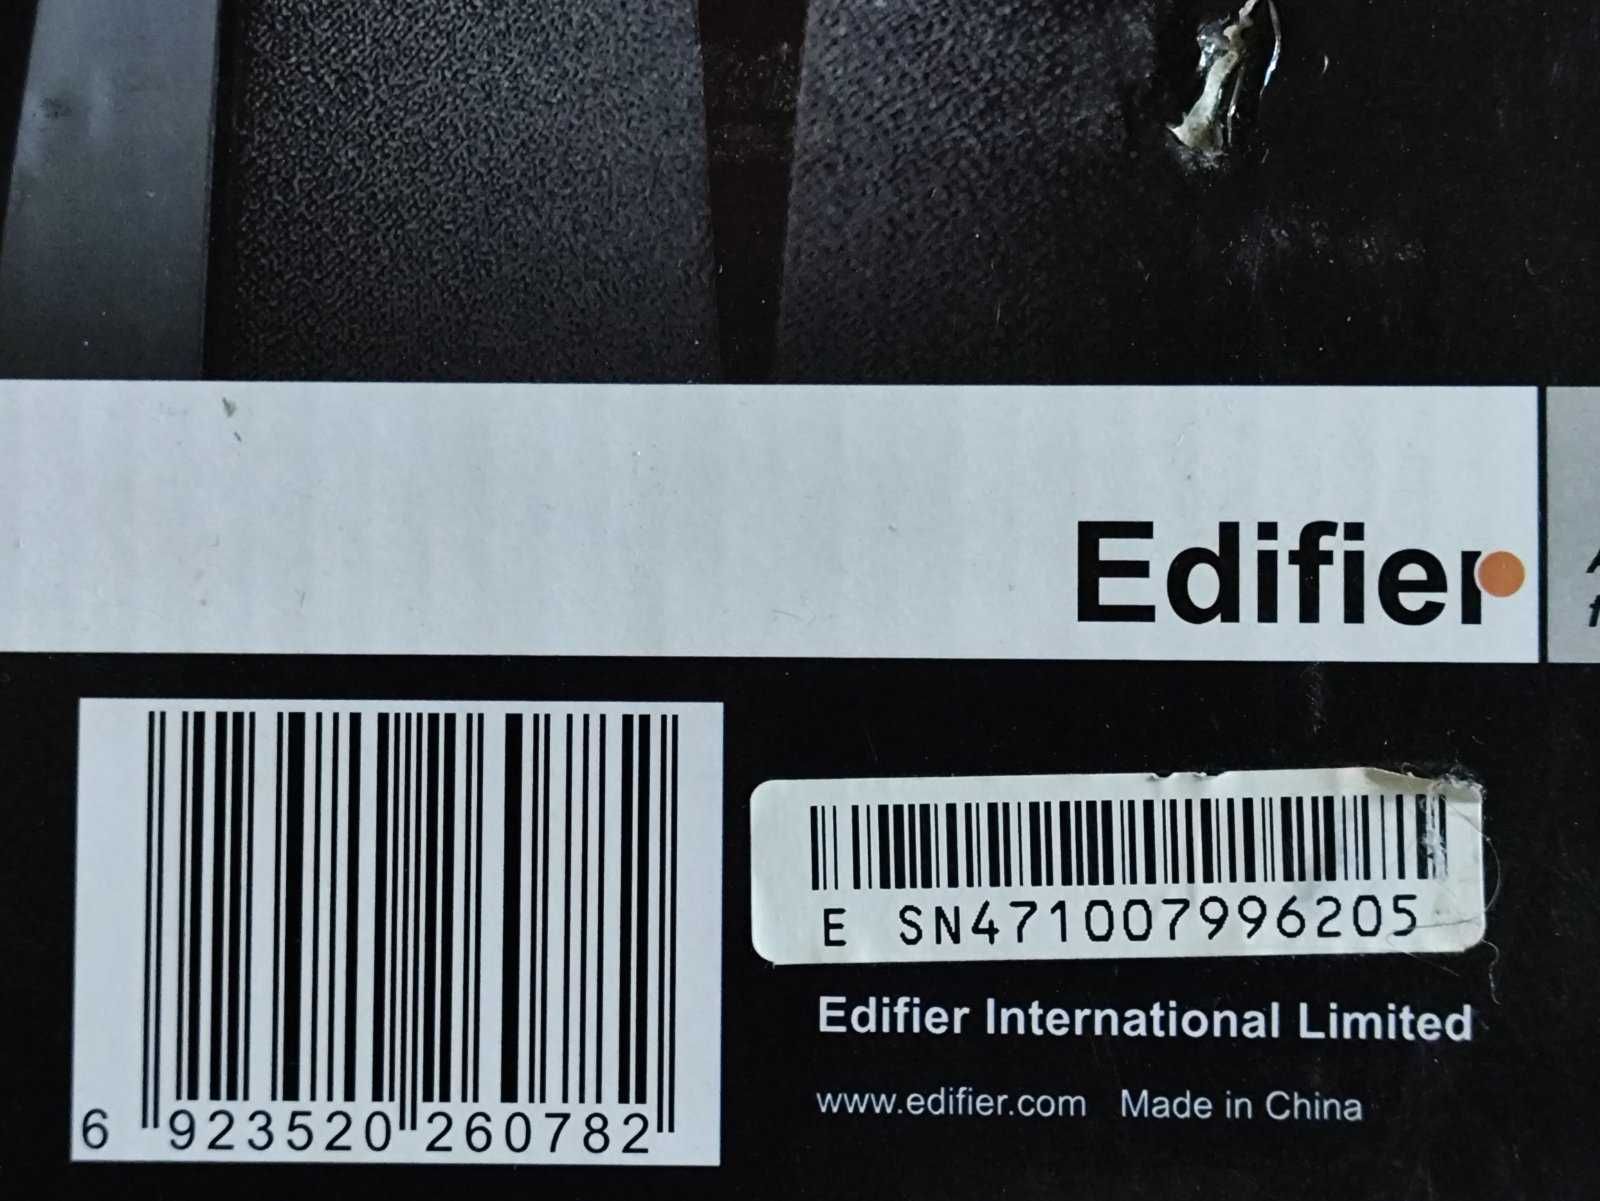 Edifier
6 923520 260782
E SN471007996205
Edifier International Limited
www.edifier.com Made in China